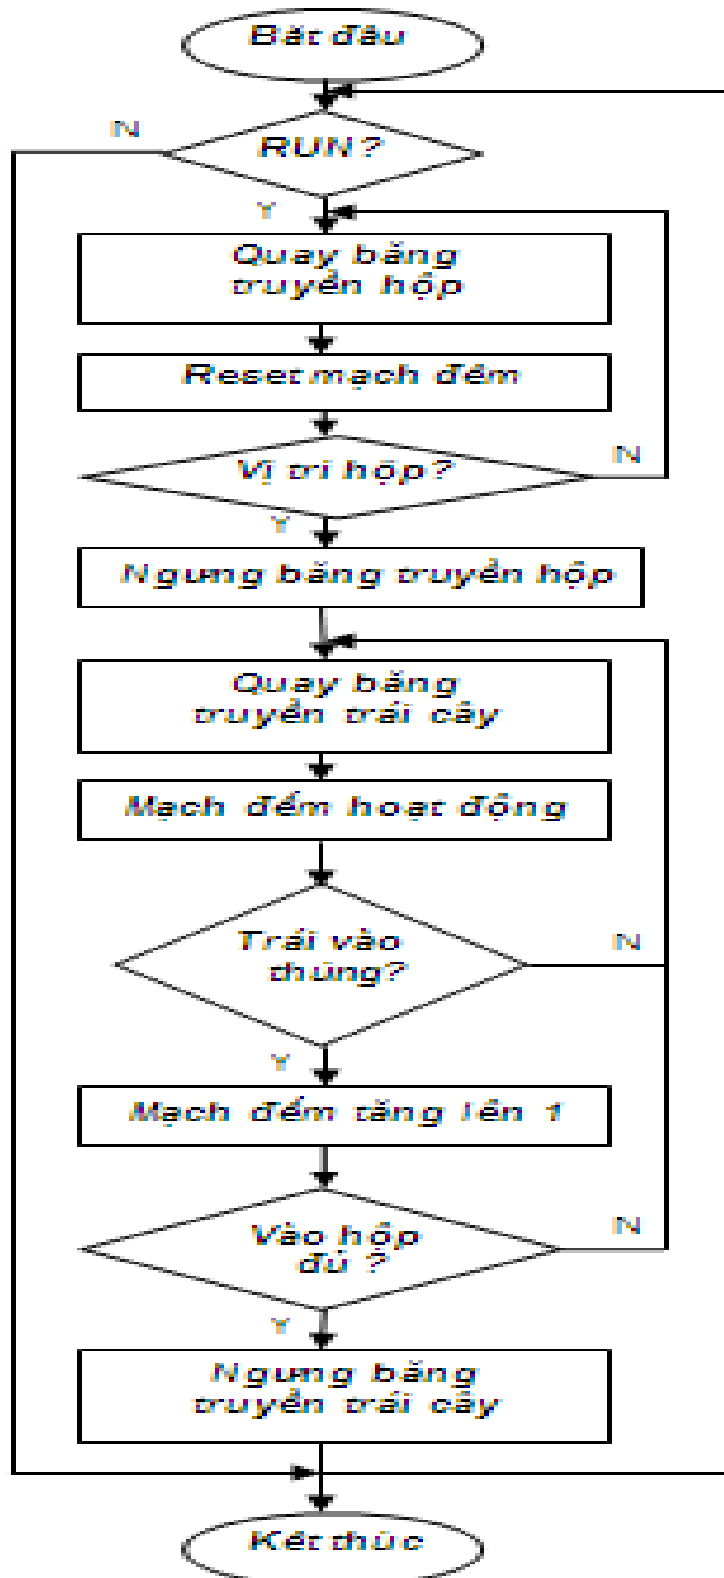 Bắt đầu
N
RUN?
Y
Quay băng
truyền hộp
Reset mạch đếm
Vị trí hộp?
N
Y
Ngưng băng truyền hộp
Quay băng
truyền trái cây
Mạch đếm hoạt động
Trái vào
thùng?
N
Y
Mạch đếm tăng lên 1
Vào hộp
đủ ?
N
Y
Ngưng băng
truyền trái cây
Kết thúc